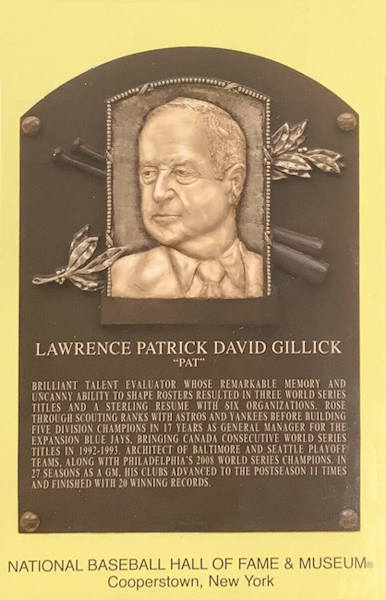 LAWRENCE PATRICK DAVID GILLICK
"PAT"
BRILLIANT TALENT EVALUATOR WHOSE REMARKABLE MEMORY AND
UNCANNY ABILITY TO SHAPE ROSTERS RESULTED IN THREE WORLD SERIES
TITLES AND A STERLING RESUME WITH SIX ORGANIZATIONS. ROSE
THROUGH SCOUTING RANKS WITH ASTROS AND YANKEES BEFORE BUILDING
FIVE DIVISION CHAMPIONS IN 17 YEARS AS GENERAL MANAGER FOR THE
EXPANSION BLUE JAYS, BRINGING CANADA CONSECUTIVE WORLD SERIES
TITLES IN 1992-1993. ARCHITECT OF BALTIMORE AND SEATTLE PLAYOFF
TEAMS, ALONG WITH PHILADELPHIA'S 2008 WORLD SERIES CHAMPIONS. IN
27 SEASONS AS A GM, HIS CLUBS ADVANCED TO THE POSTSEASON 11 TIMES
AND FINISHED WITH 20 WINNING RECORDS.
NATIONAL BASEBALL HALL OF FAME & MUSEUM®
Cooperstown, New York